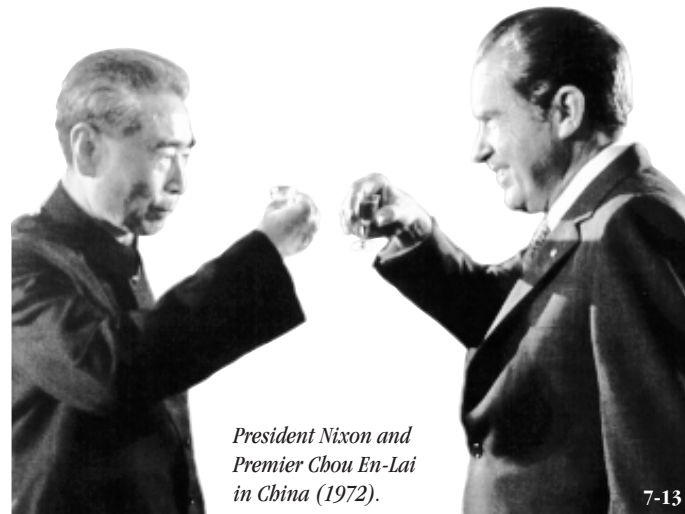 President Nixon and
Premier Chou En-Lai
in China (1972).
7-13